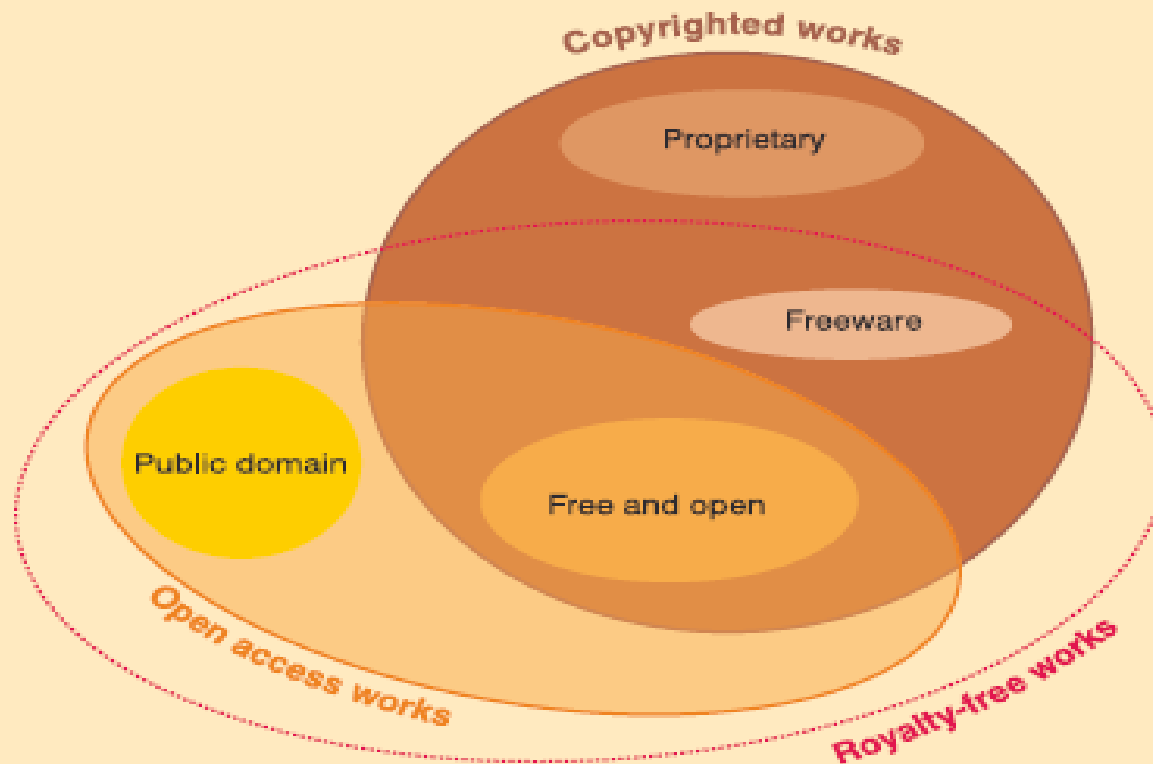 Copyrighted works
Proprietary
Freeware
Public domain
Free and open
Open access works
Royalty-free works